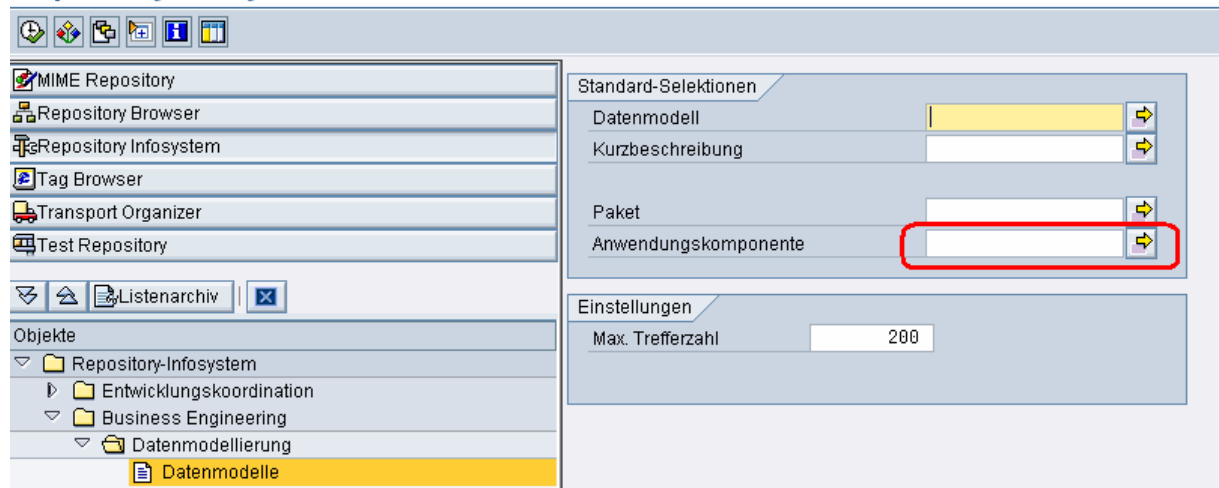 MIME Repository
Repository Browser
Repository Infosystem
Tag Browser
Transport Organizer
Test Repository
Listenarchiv
Objekte
Repository-Infosystem
Entwicklungskoordination
Business Engineering
Datenmodellierung
Datenmodelle
Standard-Selektionen
Datenmodell
Kurzbeschreibung
Paket
Anwendungskomponente
Einstellungen
Max. Trefferzahl 200